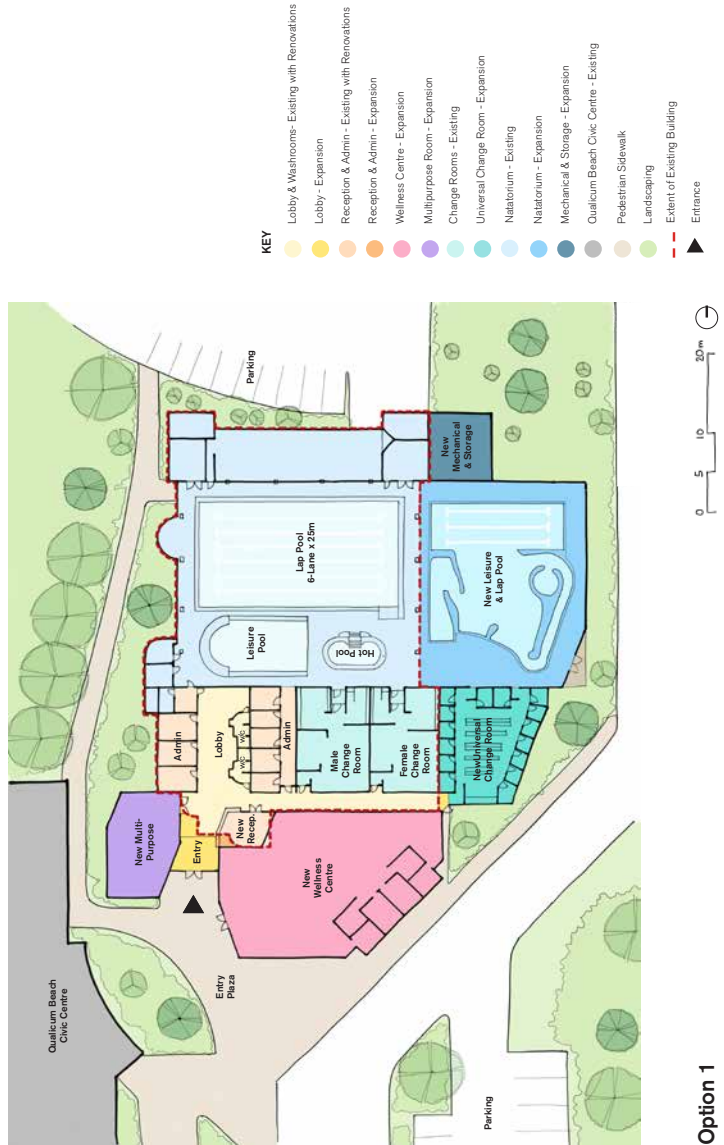 Option 1
Qualicum Beach
Civic Centre
Entry
Plaza
Parking
New Multi-
Purpose
Entry
New
Recep.
New
Wellness
Centre
Admin
Lobby
W/C
W/C
Admin
Male
Change
Room
Female
Change
Room
NewUniversal
Change Room
Leisure
Pool
Hot Pool
Lap Pool
6-Lane x 25m
New Leisure
& Lap Pool
New
Mechanical
& Storage
Parking
0
5
10
20m
KEY
Lobby & Washrooms- Existing with Renovations
Lobby - Expansion
Reception & Admin - Existing with Renovations
Reception & Admin - Expansion
Wellness Centre - Expansion
Multipurpose Room - Expansion
Change Rooms - Existing
Universal Change Room - Expansion
Natatorium - Existing
Natatorium - Expansion
Mechanical & Storage - Expansion
Qualicum Beach Civic Centre - Existing
Pedestrian Sidewalk
Landscaping
Extent of Existing Building
Entrance